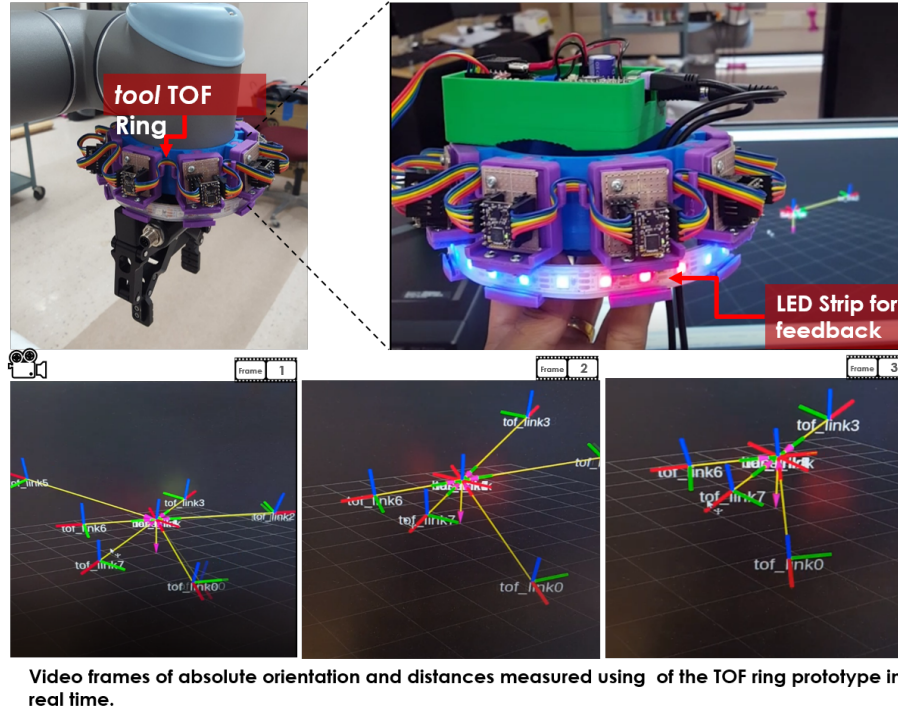 tool TOF
Ring
LED Strip for
feedback
Frame 1
Frame 2
Frame 3
tof_link3
tof_link6
tof_link7
tof_link0
tof_link5
tof_link3
tof_link2
tof_link6
tof_link7
tof_link0
tof_link3
tof_link6
tof_link7
tof_link0
Video frames of absolute orientation and distances measured using of the TOF ring prototype in
real time.